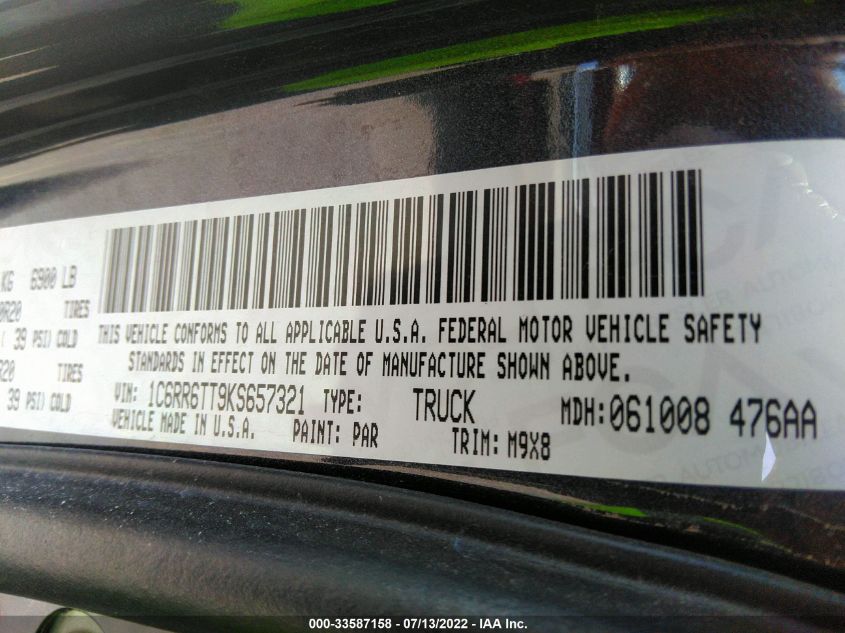 KG 6900 LB
0R20 TIRES
( 39 PSI) COLD
R20 TIRES
39 PSI) COLD
THIS VEHICLE CONFORMS TO ALL APPLICABLE U.S.A. FEDERAL MOTOR VEHICLE SAFETY
STANDARDS IN EFFECT ON THE DATE OF MANUFACTURE SHOWN ABOVE.
VIN: 1C6RR6TT9KS657321 TYPE: TRUCK MDH: 061008 476AA
VEHICLE MADE IN U.S.A. PAINT: PAR TRIM: M9X8
000-33587158 - 07/13/2022 - IAA Inc.